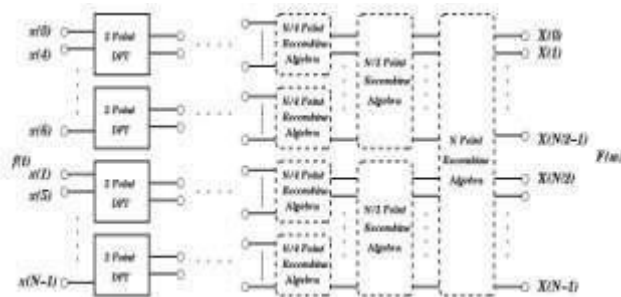 x(0)
x(4)
x(6)
f(t)
x(1)
x(5)
x(N-1)
2 Point
DFT
2 Point
DFT
2 Point
DFT
2 Point
DFT
N/4 Point
Recombine
Algebra
N/4 Point
Recombine
Algebra
N/4 Point
Recombine
Algebra
N/4 Point
Recombine
Algebra
N/2 Point
Recombine
Algebra
N/2 Point
Recombine
Algebra
N Point
Recombine
Algebra
X(0)
X(1)
X(N/2-1)
X(N/2)
X(N-1)
F(w)